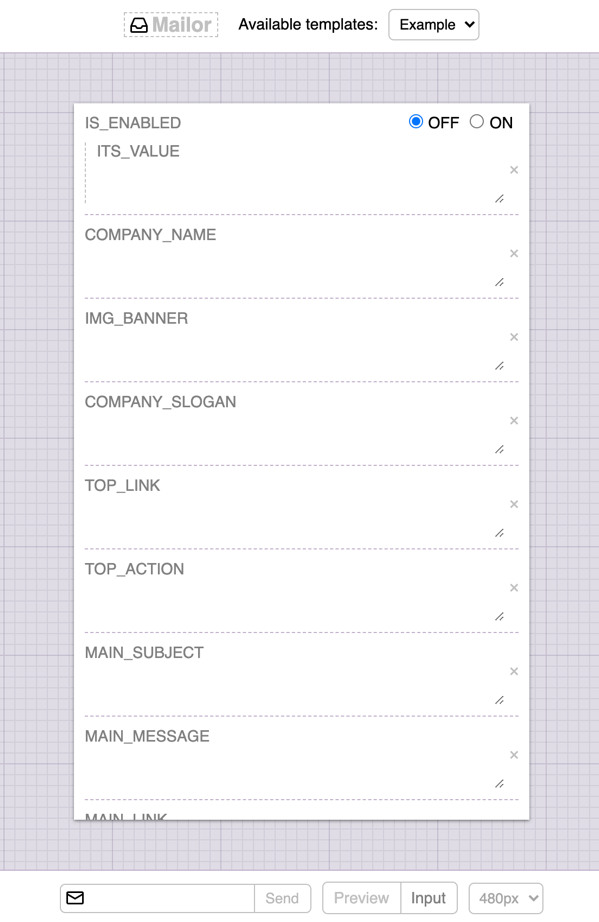 Mailor Available templates: Example
IS_ENABLED OFF ON
ITS_VALUE
×
COMPANY_NAME
×
IMG_BANNER
×
COMPANY_SLOGAN
×
TOP_LINK
×
TOP_ACTION
×
MAIN_SUBJECT
×
MAIN_MESSAGE
×
MAIN_LINK
Send Preview Input 480px